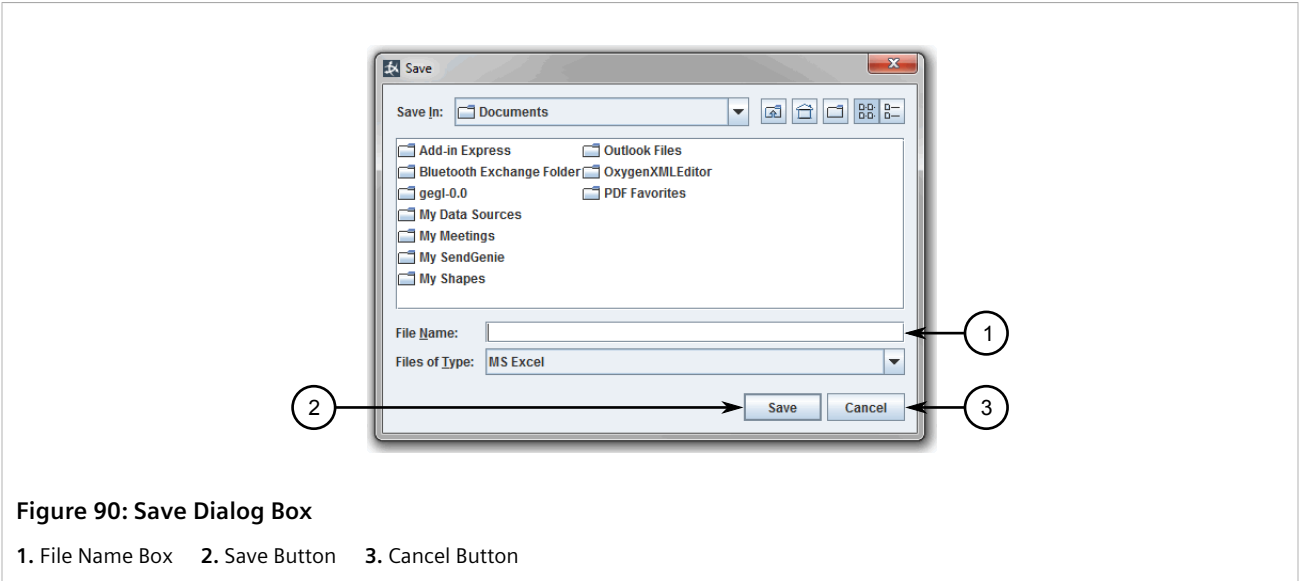 Save
Save In: Documents
Add-in Express Outlook Files
Bluetooth Exchange Folder OxygenXMLEditor
gegl-0.0 PDF Favorites
My Data Sources
My Meetings
My SendGenie
My Shapes
File Name: 1
Files of Type: MS Excel
2 Save Cancel 3
Figure 90: Save Dialog Box
1. File Name Box 2. Save Button 3. Cancel Button